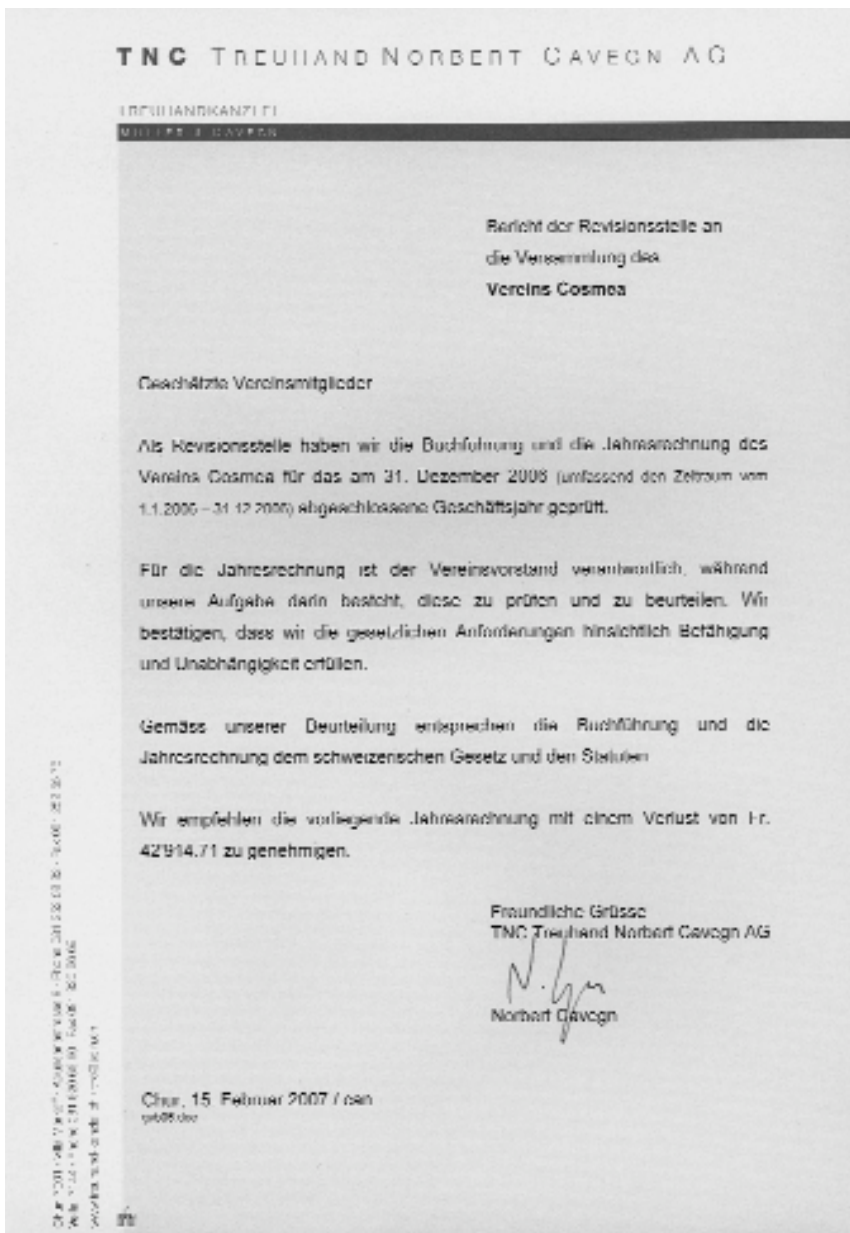 TNC TREUHAND NORBERT CAVEGN AG
TREUHANDKANZLEI
MÜLLER & CAVEGN
Bericht der Revisionsstelle an
die Versammlung des
Vereins Cosmea
Geschätzte Vereinsmitglieder
Als Revisionsstelle haben wir die Buchführung und die Jahresrechnung des
Vereins Cosmea für das am 31. Dezember 2006 (umfassend den Zeitraum vom
1.1.2006 – 31.12.2006) abgeschlossene Geschäftsjahr geprüft.
Für die Jahresrechnung ist der Vereinsvorstand verantwortlich, während
unsere Aufgabe darin besteht, diese zu prüfen und zu beurteilen. Wir
bestätigen, dass wir die gesetzlichen Anforderungen hinsichtlich Befähigung
und Unabhängigkeit erfüllen.
Gemäss unserer Beurteilung entsprechen die Buchführung und die
Jahresrechnung dem schweizerischen Gesetz und den Statuten
Wir empfehlen die vorliegende Jahresrechnung mit einem Verlust von Fr.
42'914.71 zu genehmigen.
Freundliche Grüsse
TNC Treuhand Norbert Cavegn AG
Norbert Cavegn
Chur, 15. Februar 2007 / can